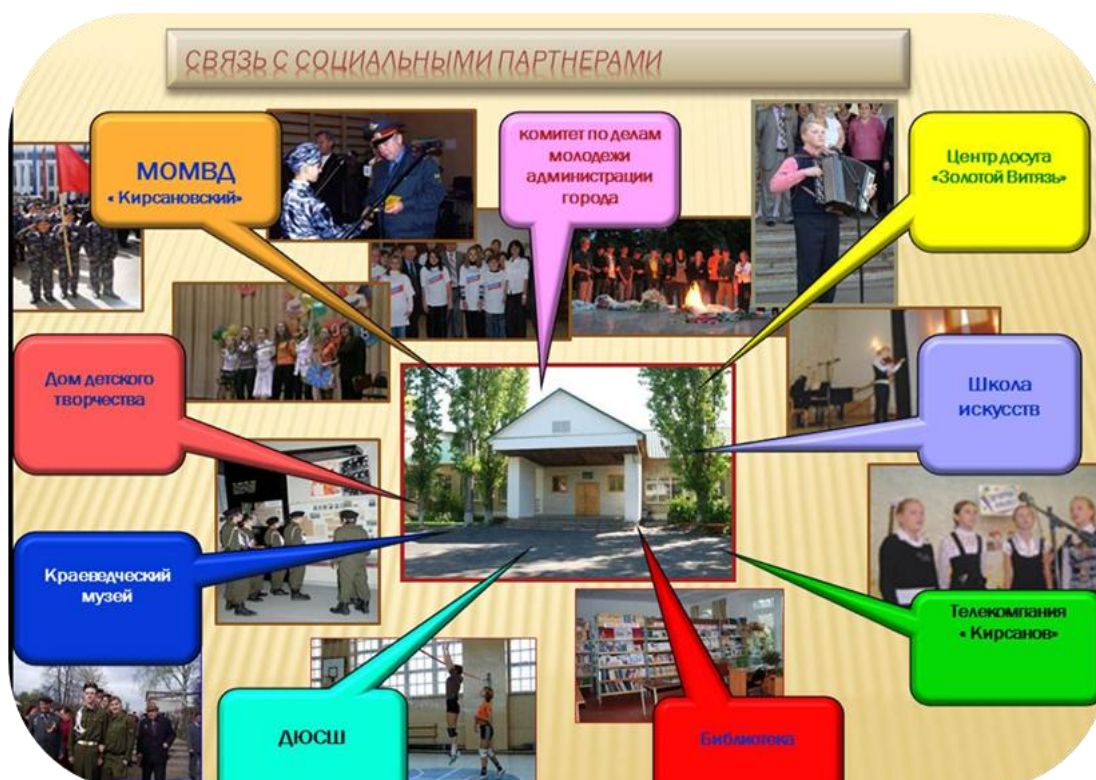 СВЯЗЬ С СОЦИАЛЬНЫМИ ПАРТНЕРАМИ
МОМВД
« Кирсановский»
комитет по делам
молодежи
администрации
города
Центр досуга
«Золотой Витязь»
Дом детского
творчества
Школа
искусств
Краеведческий
музей
Телекомпания
« Кирсанов»
ДЮСШ
Библиотека